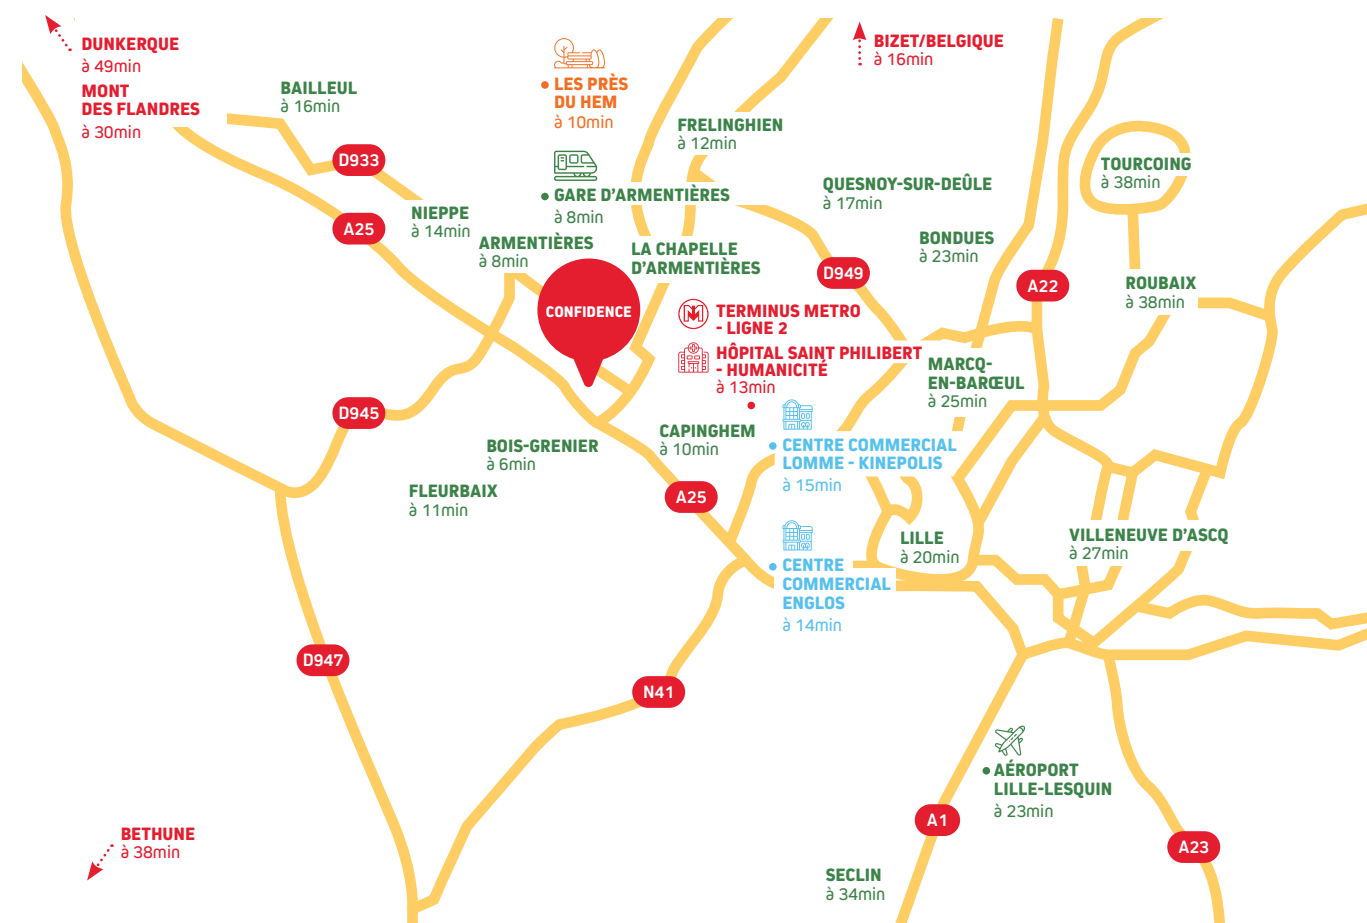 DUNKERQUE
à 49min
MONT
DES FLANDRES
à 30min
BAILLEUL
à 16min
LES PRÈS
DU HEM
à 10min
BIZET/BELGIQUE
à 16min
FRELINGHIEN
à 12min
D933
TOURCOING
à 38min
GARE D'ARMENTIÈRES
à 8min
QUESNOY-SUR-DEÛLE
à 17min
NIEPPE
à 14min
A25
ARMENTIÈRES
à 8min
LA CHAPELLE
D'ARMENTIÈRES
BONDUES
à 23min
D949
A22
ROUBAIX
à 38min
CONFIDENCE
TERMINUS METRO
- LIGNE 2
HÔPITAL SAINT PHILIBERT
- HUMANICITÉ
à 13min
MARCQ-
EN-BARŒUL
à 25min
D945
BOIS-GRENIER
à 6min
CAPINGHEM
à 10min
CENTRE COMMERCIAL
LOMME - KINEPOLIS
à 15min
FLEURBAIX
à 11min
A25
LILLE
à 20min
VILLENEUVE D'ASCQ
à 27min
CENTRE
COMMERCIAL
ENGLOS
à 14min
D947
N41
AÉROPORT
LILLE-LESQUIN
à 23min
A1
A23
BETHUNE
à 38min
SECLIN
à 34min